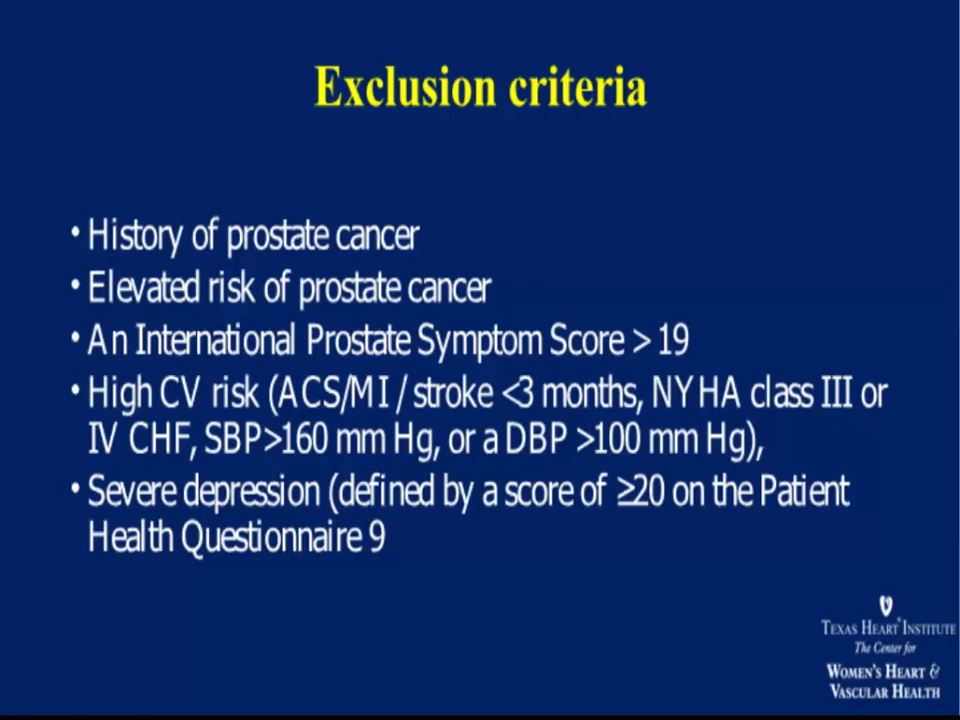 Exclusion criteria
• History of prostate cancer
• Elevated risk of prostate cancer
• An International Prostate Symptom Score > 19
• High CV risk (ACS/MI / stroke <3 months, NYHA class III or
IV CHF, SBP>160 mm Hg, or a DBP >100 mm Hg),
• Severe depression (defined by a score of ≥20 on the Patient
Health Questionnaire 9
TEXAS HEART® INSTITUTE
The Center for
WOMEN'S HEART &
VASCULAR HEALTH